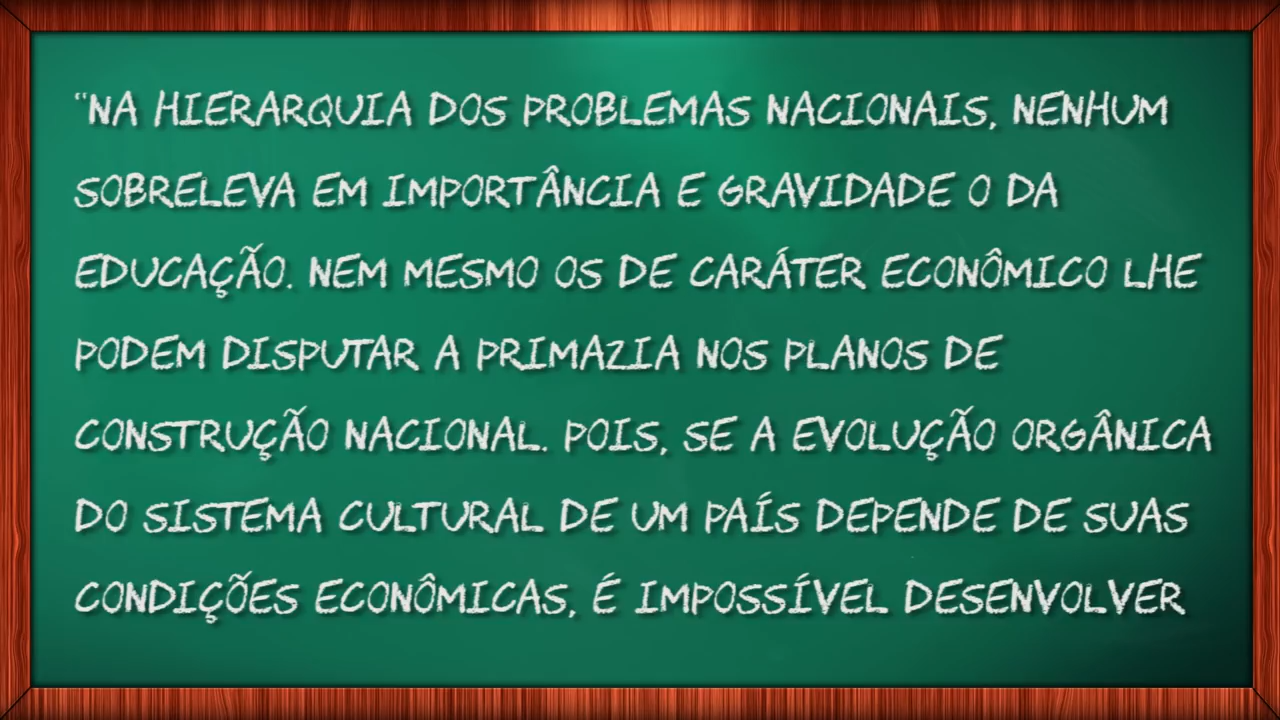 “NA HIERARQUIA DOS PROBLEMAS NACIONAIS, NENHUM
SOBRELEVA EM IMPORTÂNCIA E GRAVIDADE O DA
EDUCAÇÃO. NEM MESMO OS DE CARÁTER ECONÔMICO LHE
PODEM DISPUTAR A PRIMAZIA NOS PLANOS DE
CONSTRUÇÃO NACIONAL. POIS, SE A EVOLUÇÃO ORGÂNICA
DO SISTEMA CULTURAL DE UM PAÍS DEPENDE DE SUAS
CONDIÇÕES ECONÔMICAS, É IMPOSSÍVEL DESENVOLVER